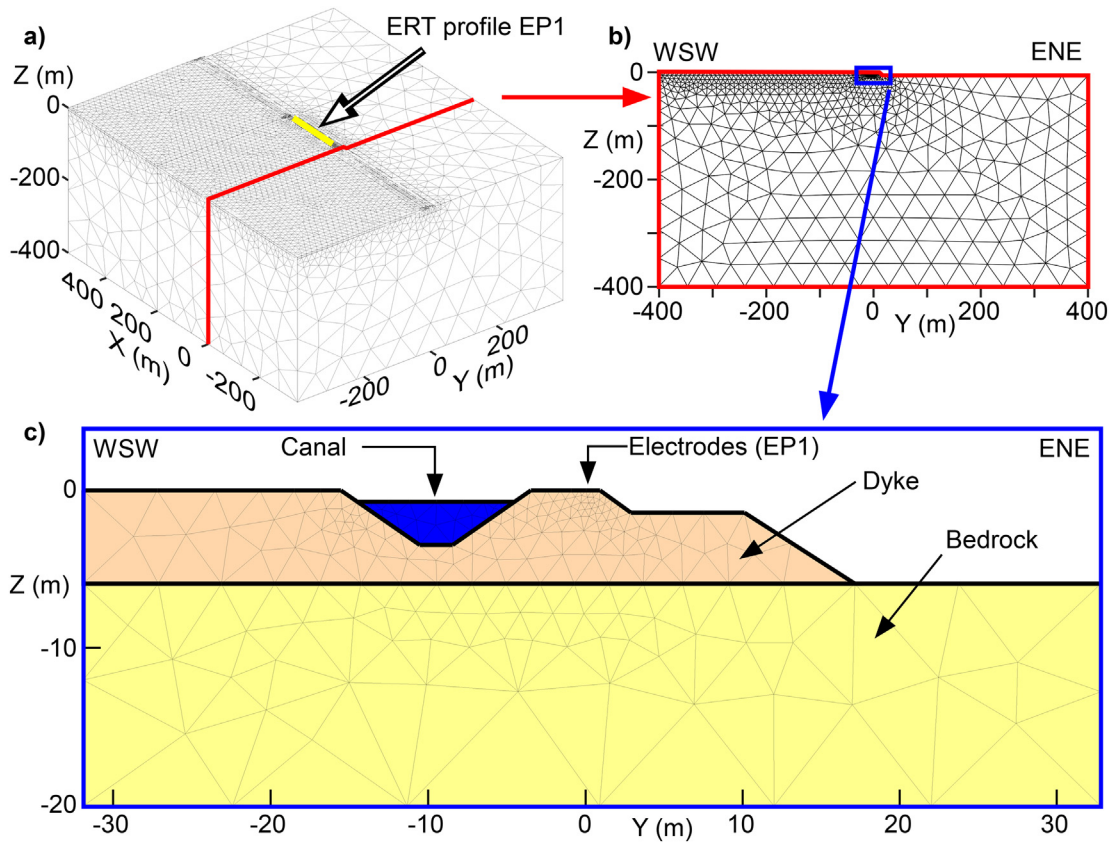 a)
ERT profile EP1
Z (m)
0
-200
-400
400
200
0
-200
X (m)
-200
0
200
Y (m)
b)
WSW
ENE
0
Z (m)
-200
-400
-400
-200
0
200
400
Y (m)
c)
WSW
Canal
Electrodes (EP1)
ENE
0
Dyke
Bedrock
Z (m)
-10
-20
-30
-20
-10
0
Y (m)
10
20
30